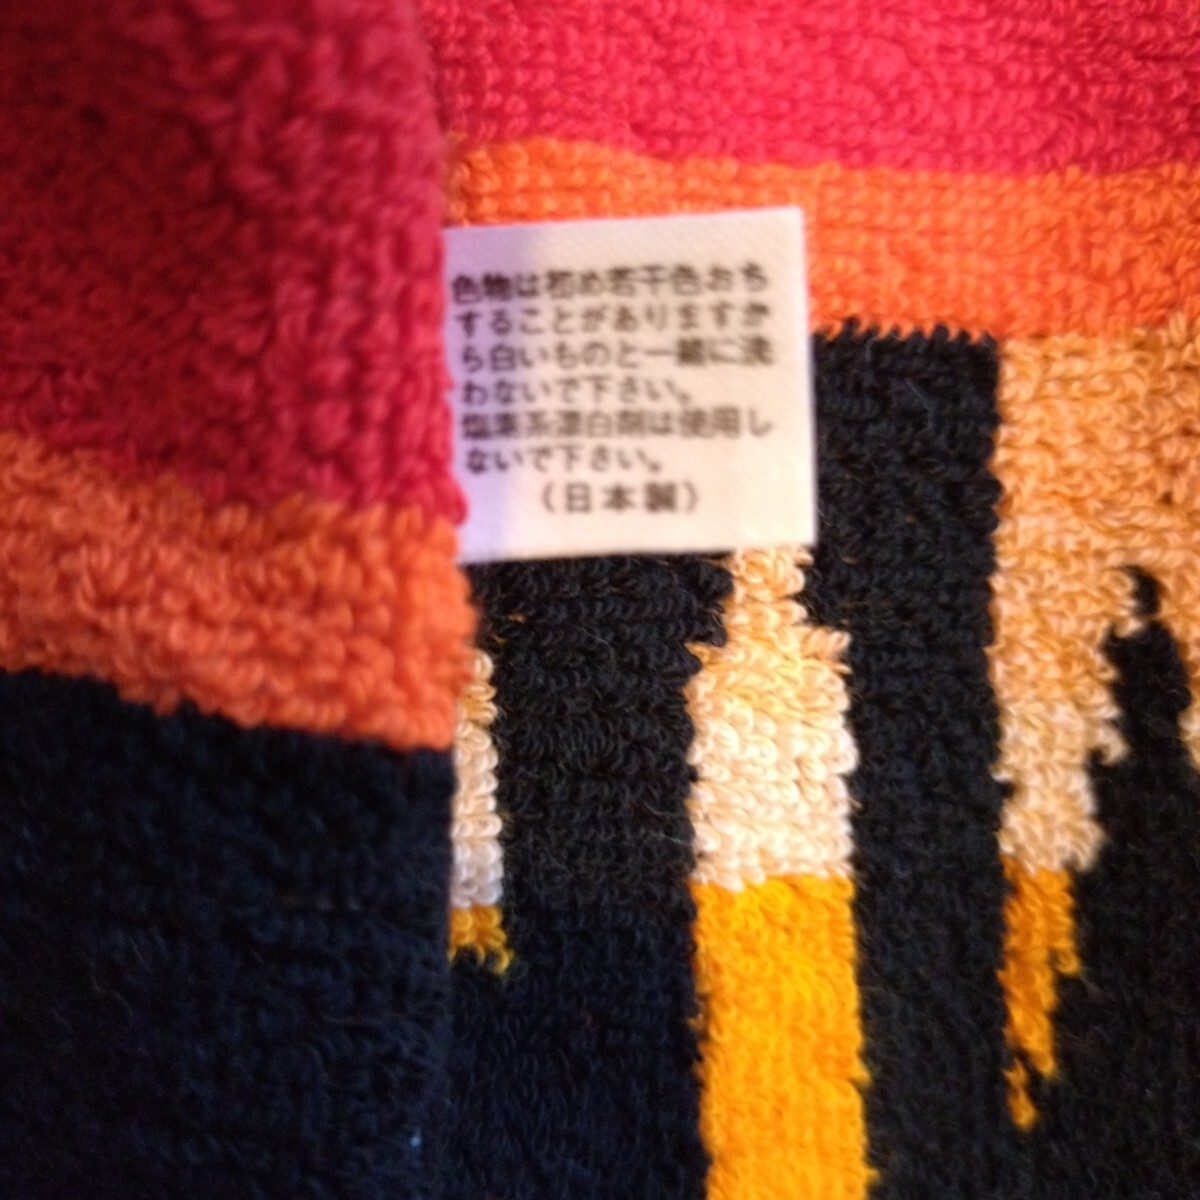 色物は初め若干色おち
することがありますか
ら白いものと一緒に洗
わないで下さい。
塩素系漂白剤は使用し
ないで下さい。
（日本製）